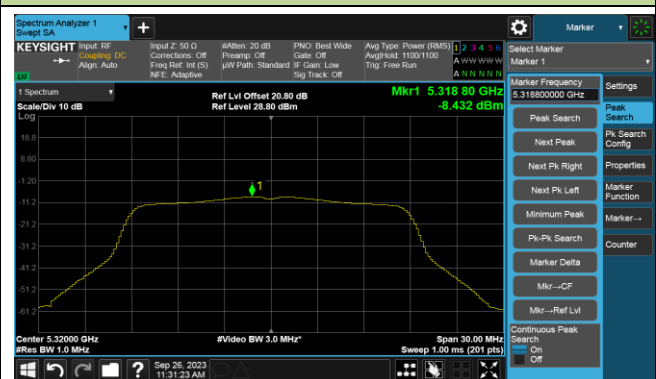 Spectrum Analyzer 1
Swept SA
Marker
KEYSIGHT
Input: RF
Coupling: DC
Align: Auto
Input Z: 50 Ω
Corrections: Off
Freq Ref: Int (S)
NFE: Adaptive
#Atten: 20 dB
Preamp: Off
µW Path: Standard
PNO: Best Wide
Gate: Off
IF Gain: Low
Sig Track: Off
Avg Type: Power (RMS)
Avg|Hold: 1100/1100
Trig: Free Run
1 2 3 4 5 6
A W W W W W
A N N N N N
Select Marker
Marker 1
LXI
1 Spectrum
Scale/Div 10 dB
Log
Ref Lvl Offset 20.80 dB
Ref Level 28.80 dBm
Mkr1 5.318 80 GHz
-8.432 dBm
18.8
8.80
-1.20
-11.2
-21.2
-31.2
-41.2
-51.2
-61.2
1
Center 5.32000 GHz
#Res BW 1.0 MHz
#Video BW 3.0 MHz*
Span 30.00 MHz
Sweep 1.00 ms (201 pts)
Marker Frequency
5.318800000 GHz
Peak Search
Next Peak
Next Pk Right
Next Pk Left
Minimum Peak
Pk-Pk Search
Marker Delta
Mkr→CF
Mkr→Ref Lvl
Continuous Peak
Search
On
Off
Settings
Peak
Search
Pk Search
Config
Properties
Marker
Function
Marker→
Counter
?
Sep 26, 2023
11:31:23 AM